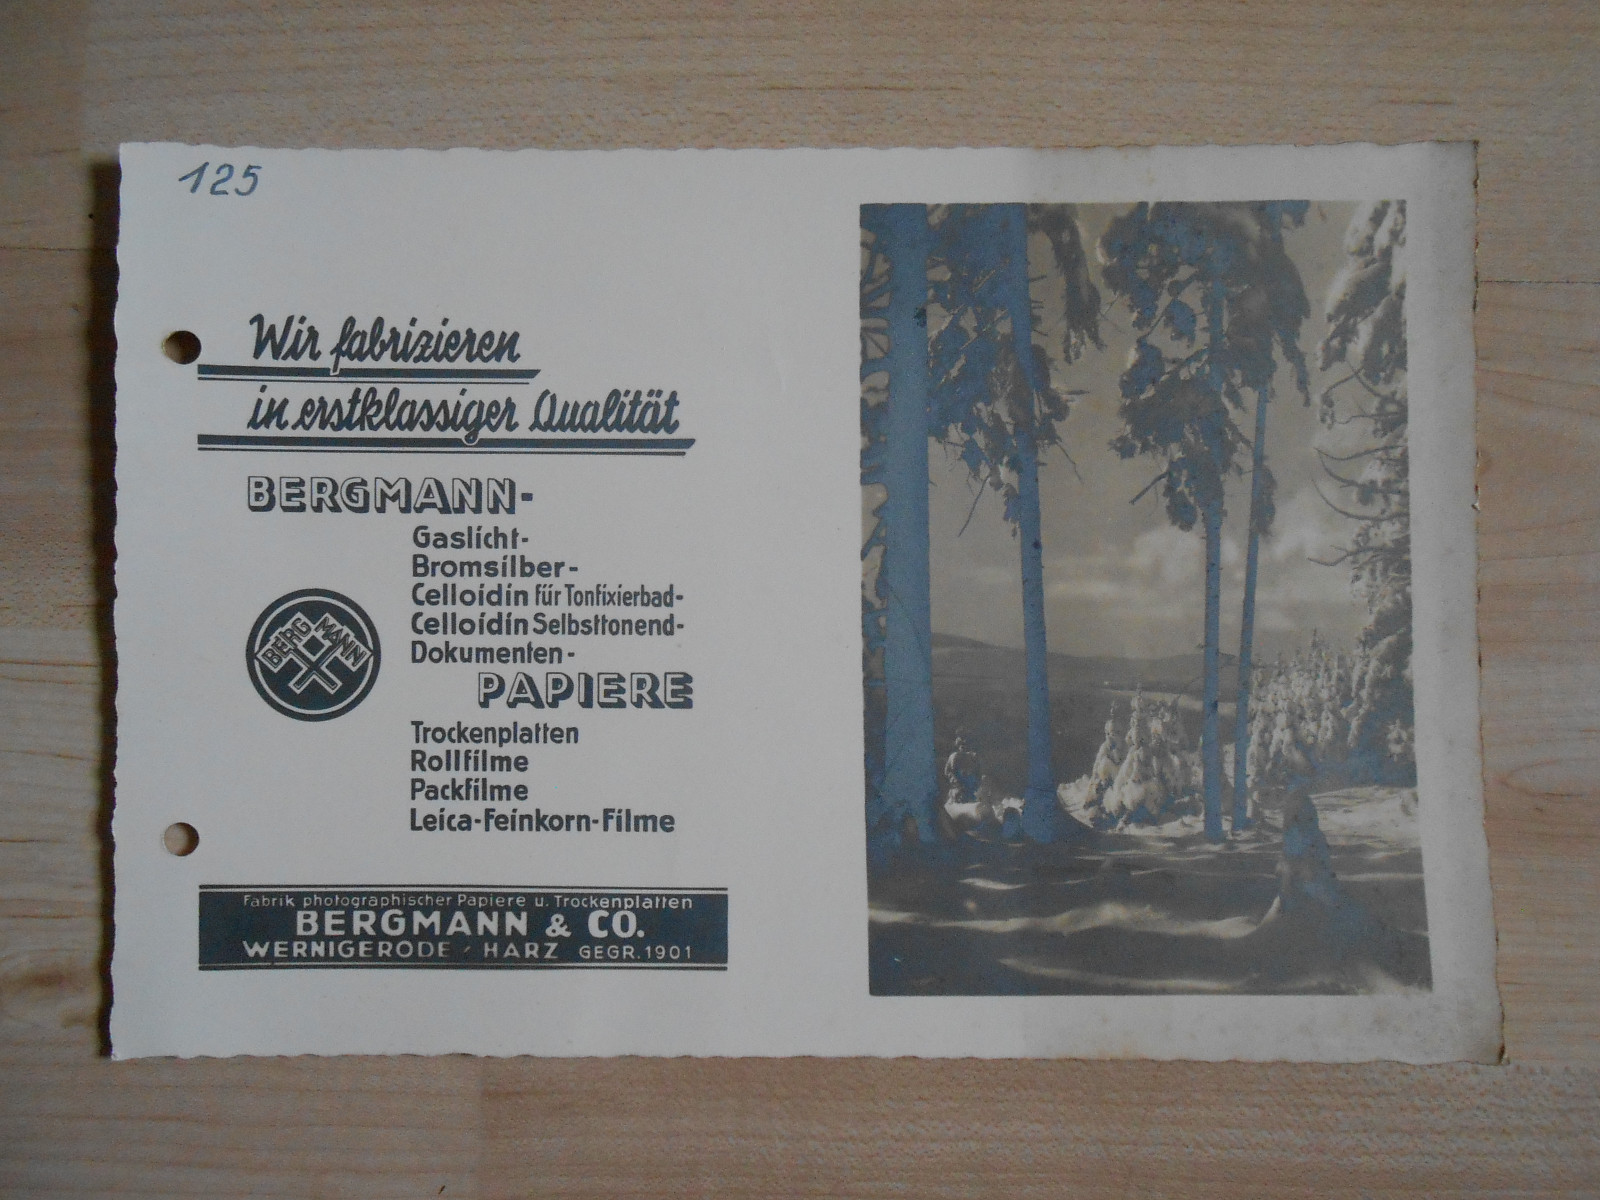 125
Wir fabrizieren
in erstklassiger Qualität
BERGMANN-
Gaslicht-
Bromsilber-
Celloidin für Tonfixierbad-
Celloidin Selbsttonend-
Dokumenten-
BERG MANN
PAPIERE
Trockenplatten
Rollfilme
Packfilme
Leica-Feinkorn-Filme
Fabrik photographischer Papiere u. Trockenplatten
BERGMANN & CO.
WERNIGERODE - HARZ GEGR. 1901